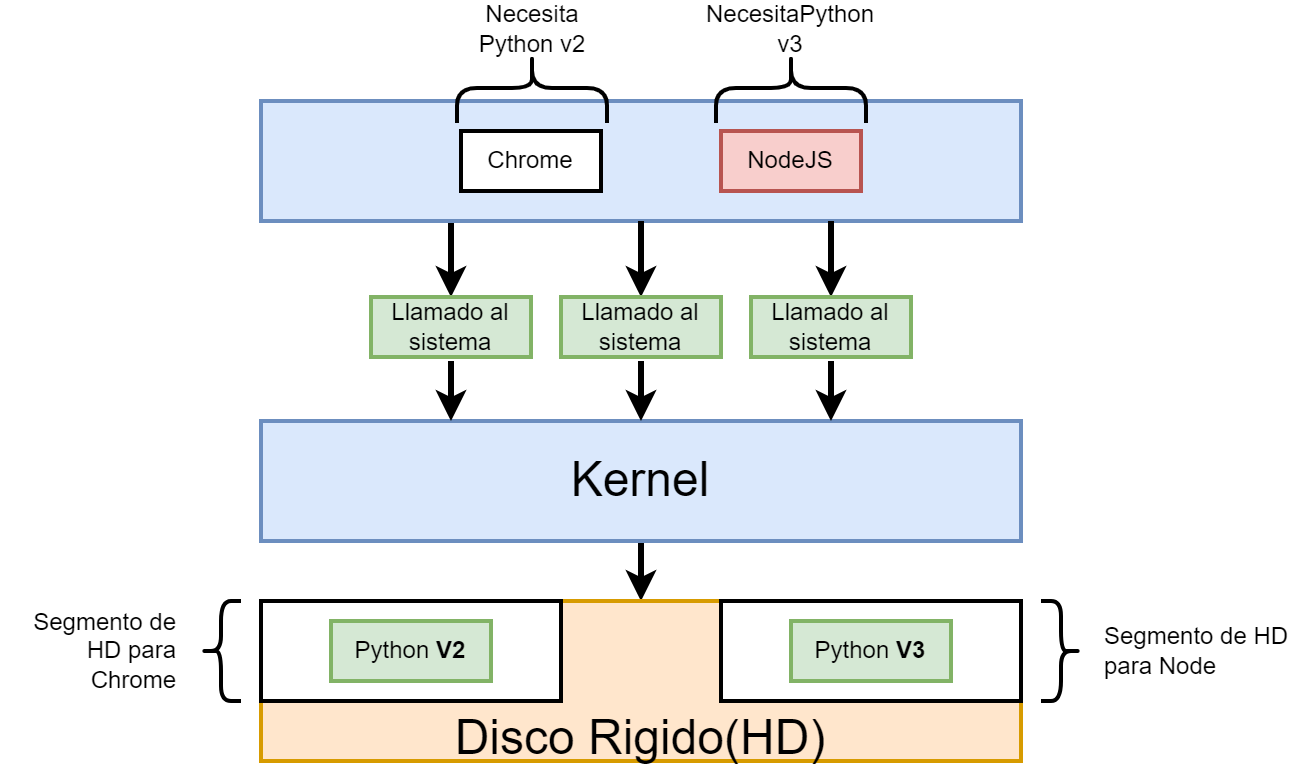 Necesita
Python v2
NecesitaPython
v3
Chrome
NodeJS
Llamado al
sistema
Llamado al
sistema
Llamado al
sistema
Kernel
Segmento de
HD para
Chrome
Python V2
Python V3
Segmento de HD
para Node
Disco Rigido(HD)